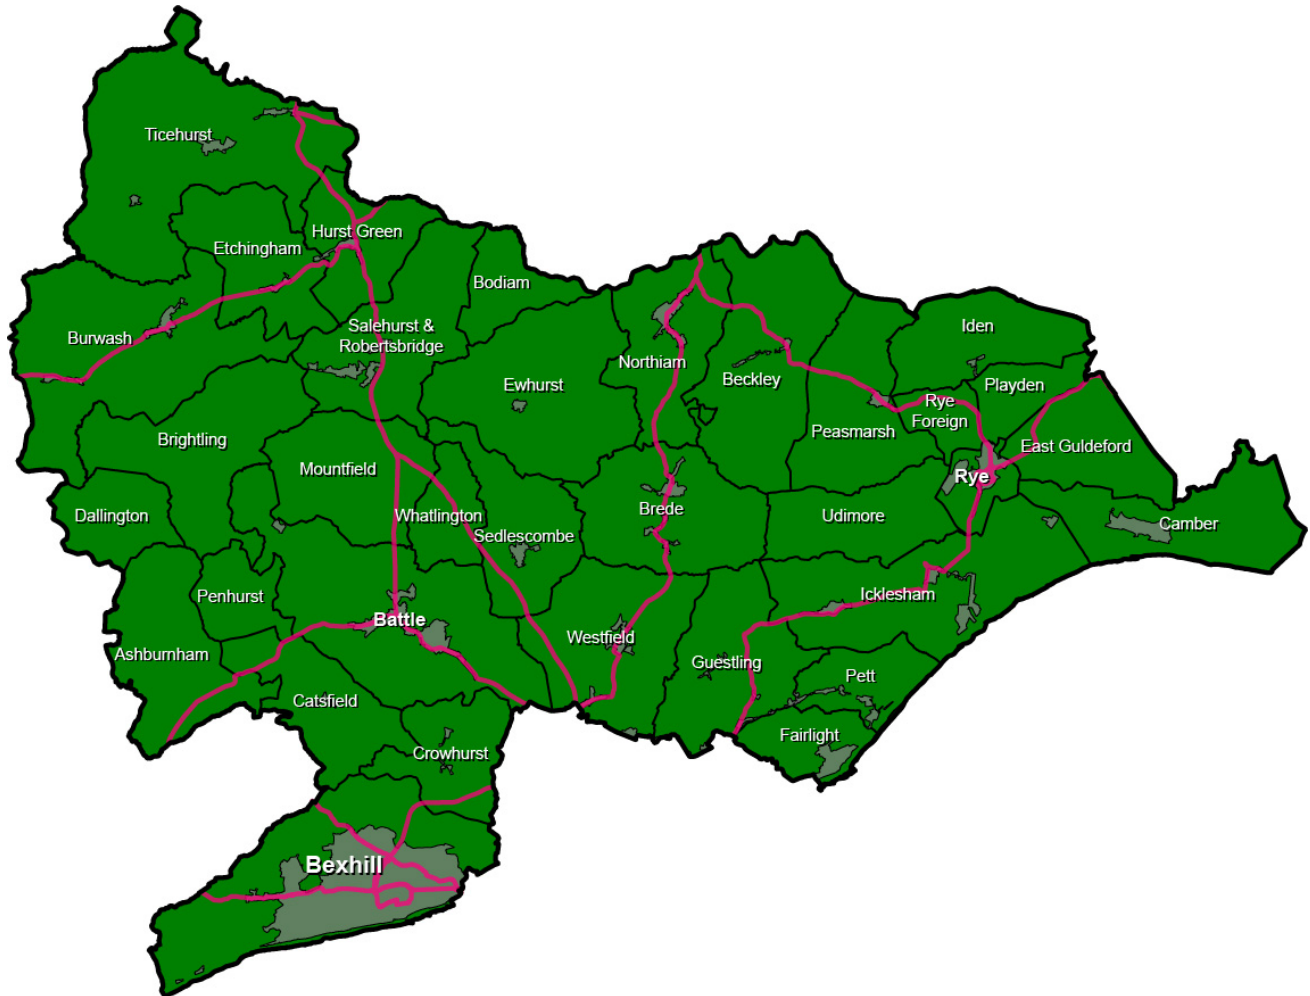 Ticehurst
Hurst Green
Etchingham
Bodiam
Burwash
Salehurst &
Robertsbridge
Iden
Northiam
Beckley
Ewhurst
Playden
Rye
Foreign
Peasmarsh
Brightling
East Guldeford
Mountfield
Rye
Dallington
Whatlington
Brede
Udimore
Camber
Sedlescombe
Penhurst
Icklesham
Battle
Westfield
Ashburnham
Guestling
Pett
Catsfield
Fairlight
Crowhurst
Bexhill